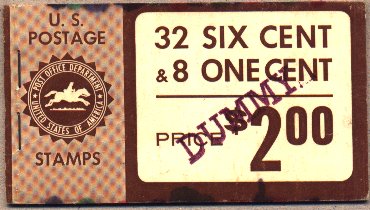 U. S.
POSTAGE
POST OFFICE DEPARTMENT
UNITED STATES OF AMERICA
STAMPS
32 SIX CENT
& 8 ONE CENT
PRICE $2.00
DUMMY